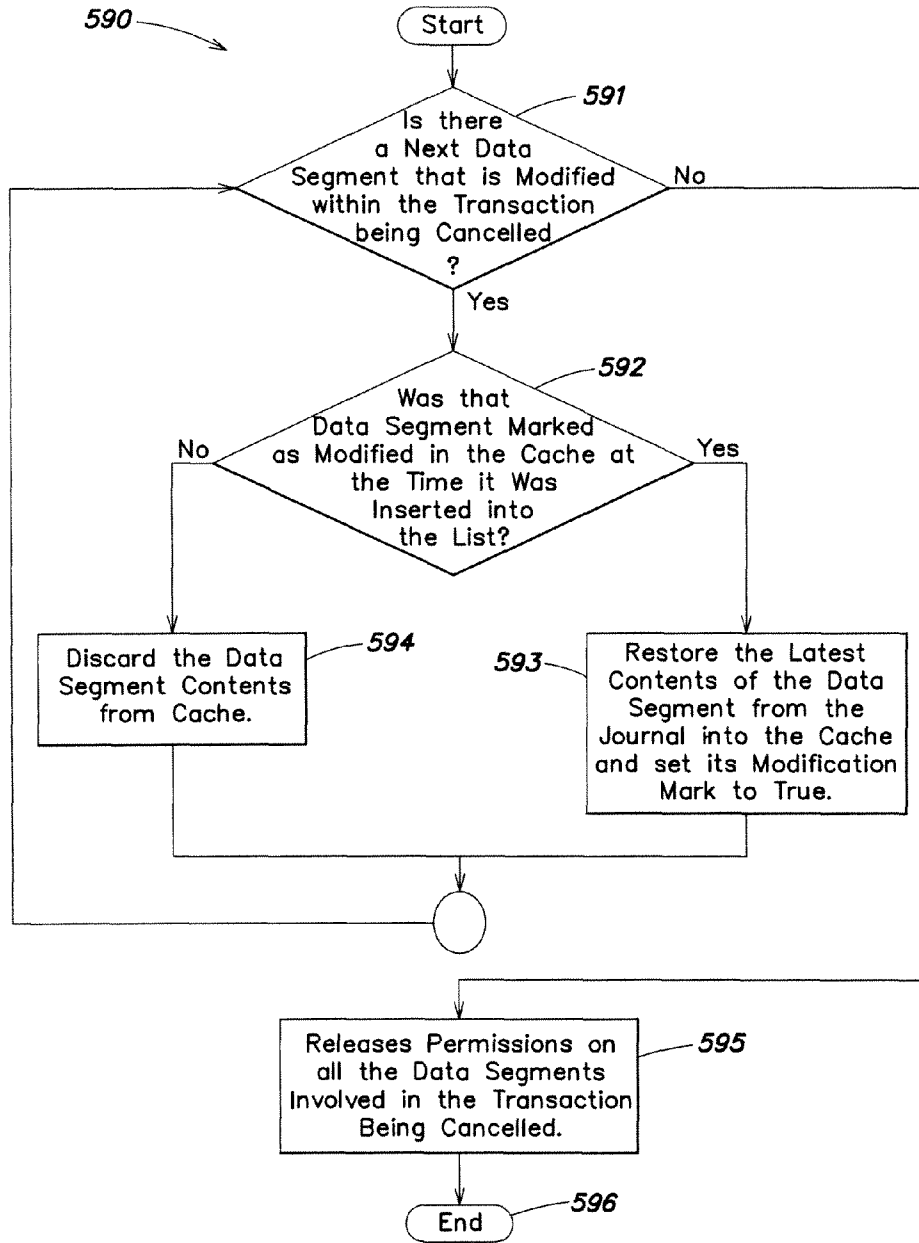 590
Start
591
Is there
a Next Data
Segment that is Modified
within the Transaction
being Cancelled
?
No
Yes
592
Was that
Data Segment Marked
as Modified in the Cache at
the Time it Was
Inserted into
the List?
No
Yes
594
Discard the Data
Segment Contents
from Cache.
593
Restore the Latest
Contents of the Data
Segment from the
Journal into the Cache
and set its Modification
Mark to True.
595
Releases Permissions on
all the Data Segments
Involved in the Transaction
Being Cancelled.
596
End